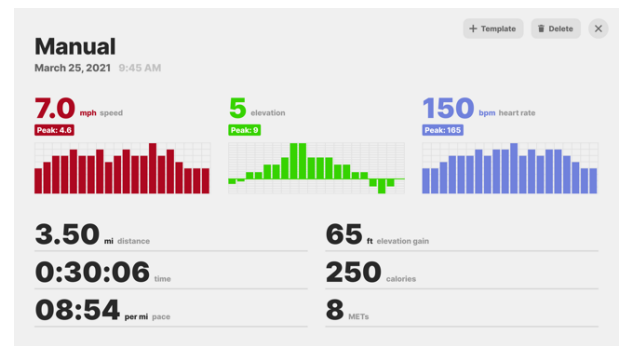 + Template Delete
Manual
March 25, 2021 9:45 AM
7.0 mph speed
Peak: 4.6
5 elevation
Peak: 9
150 bpm heart rate
Peak: 165
3.50 mi distance
65 ft elevation gain
0:30:06 time
250 calories
08:54 per mi pace
8 METs